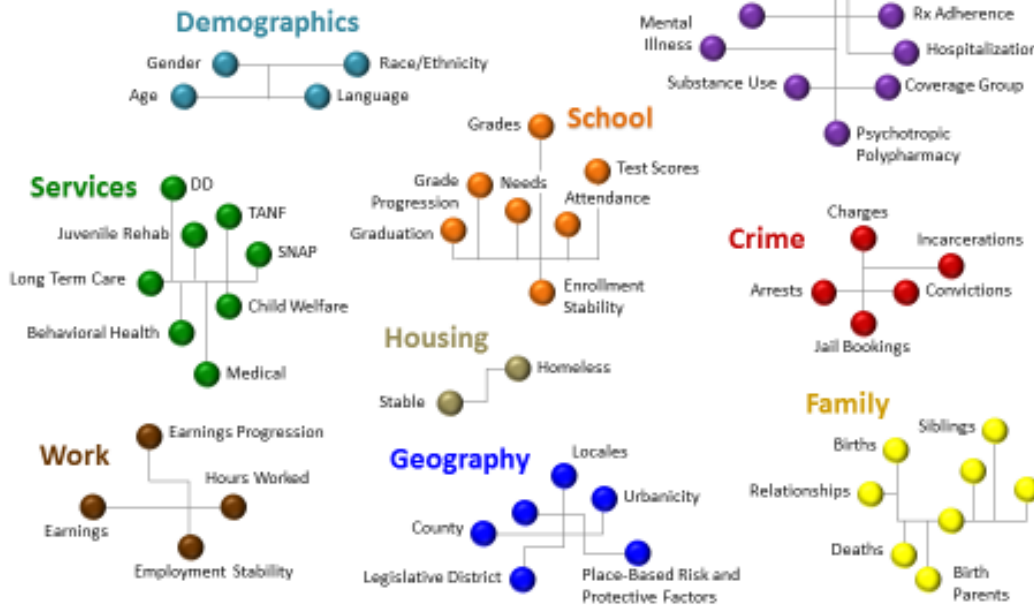 Demographics
Gender
Race/Ethnicity
Age
Language
Mental
Illness
Rx Adherence
Hospitalization
Substance Use
Coverage Group
Psychotropic
Polypharmacy
School
Grades
Test Scores
Grade
Progression
Needs
Attendance
Graduation
Enrollment
Stability
Services
DD
TANF
Juvenile Rehab
SNAP
Long Term Care
Child Welfare
Behavioral Health
Medical
Crime
Charges
Incarcerations
Arrests
Convictions
Jail Bookings
Housing
Homeless
Stable
Work
Earnings Progression
Hours Worked
Earnings
Employment Stability
Geography
Locales
Urbanicity
County
Legislative District
Place-Based Risk and
Protective Factors
Family
Siblings
Births
Relationships
Deaths
Birth
Parents